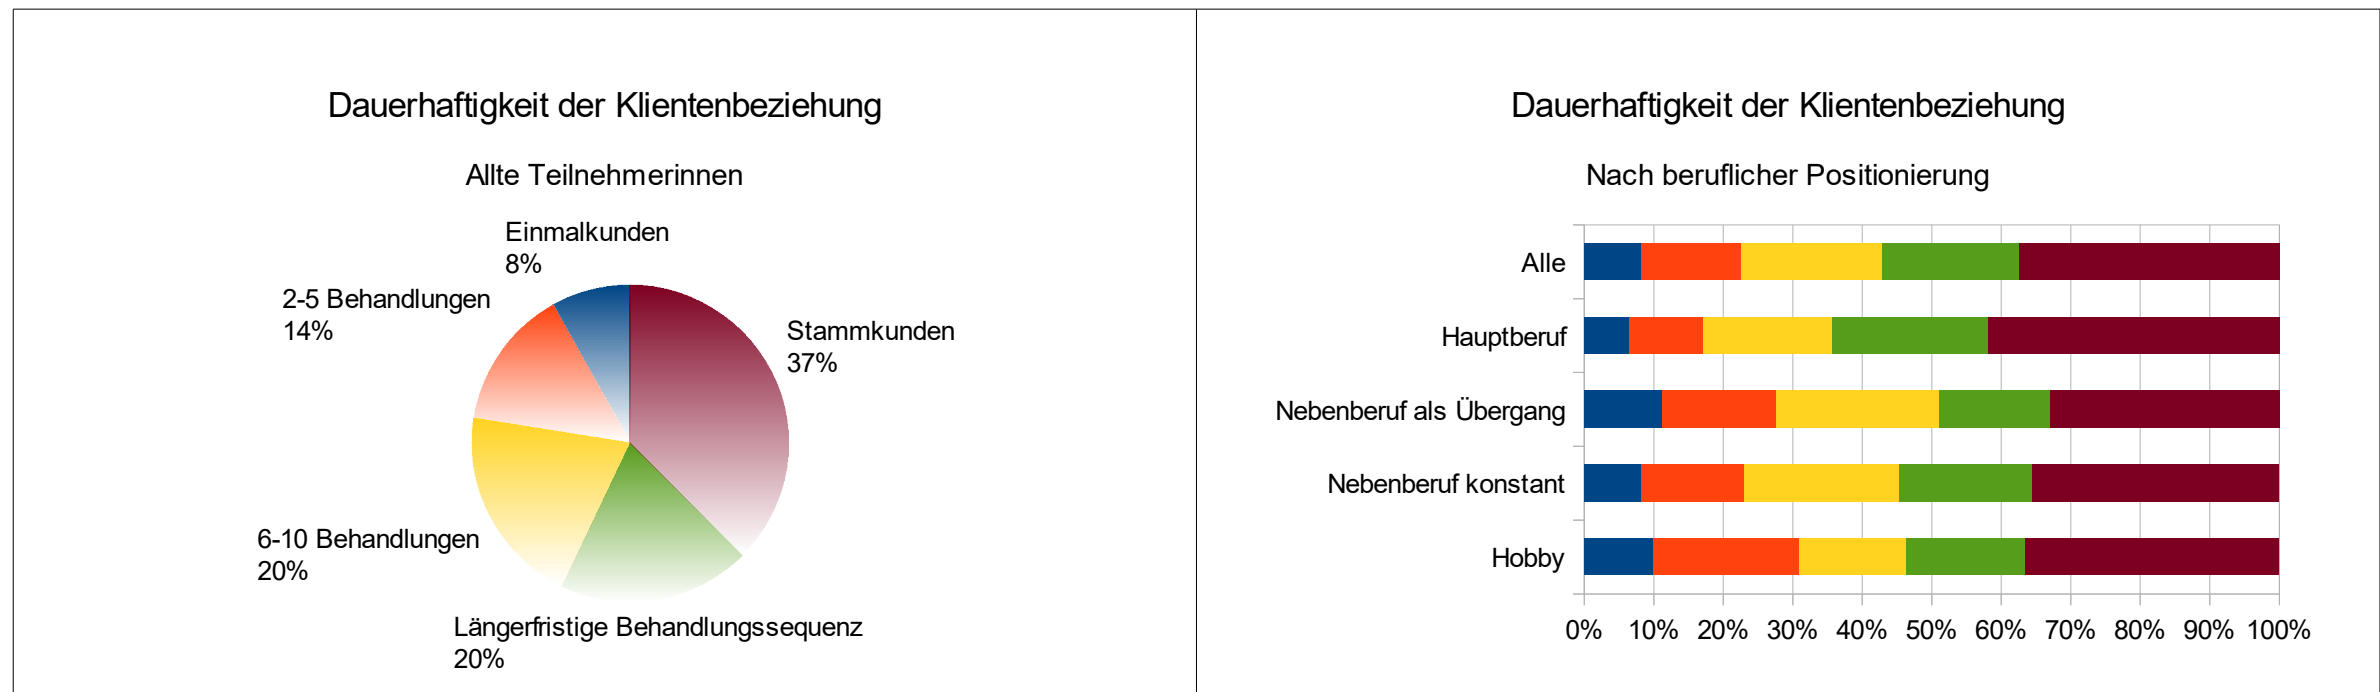 Dauerhaftigkeit der Klientenbeziehung
Allte Teilnehmerinnen
Einmalkunden
8%
2-5 Behandlungen
14%
Stammkunden
37%
6-10 Behandlungen
20%
Längerfristige Behandlungssequenz
20%
Dauerhaftigkeit der Klientenbeziehung
Nach beruflicher Positionierung
Alle
Hauptberuf
Nebenberuf als Übergang
Nebenberuf konstant
Hobby
0% 10% 20% 30% 40% 50% 60% 70% 80% 90% 100%